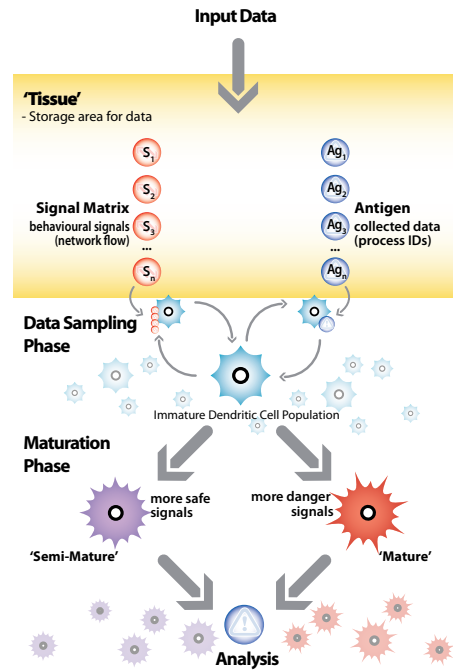 Input Data
'Tissue'
- Storage area for data
S1
S2
Signal Matrix
behavioural signals
(network flow)
S3
...
Sn
Ag1
Ag2
Antigen
collected data
(process IDs)
Ag3
...
Agn
Data Sampling
Phase
Immature Dendritic Cell Population
Maturation
Phase
more safe
signals
more danger
signals
'Semi-Mature'
'Mature'
Analysis